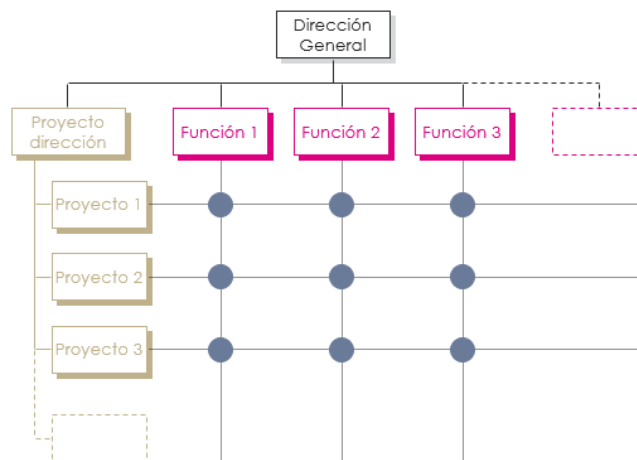 Dirección
General
Proyecto
dirección
Función 1
Función 2
Función 3
Proyecto 1
Proyecto 2
Proyecto 3